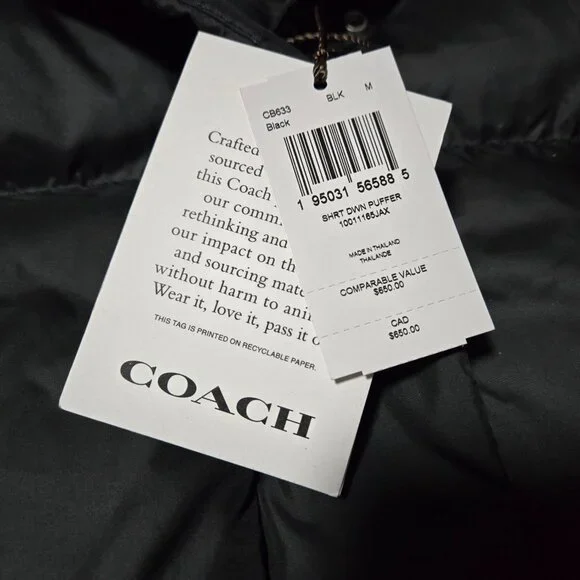 Crafted
sourced
this Coach
our comm
rethinking and
our impact on th
and sourcing mate
without harm to ani
Wear it, love it, pass it o
THIS TAG IS PRINTED ON RECYCLABLE PAPER.
COACH
CB633 BLK M
Black
1 95031 56588 5
SHRT DWN PUFFER
10011165JAX
MADE IN THAILAND
THALANDE
COMPARABLE VALUE
$650.00
CAD
$650.00